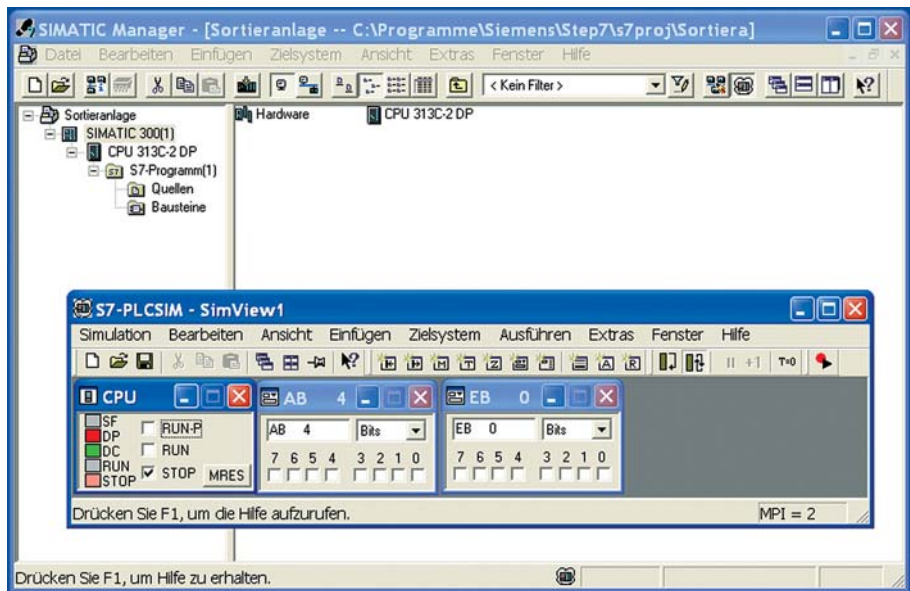 SIMATIC Manager - [Sortieranlage -- C:\Programme\Siemens\Step7\s7proj\Sortiera]
Datei Bearbeiten Einfügen Zielsystem Ansicht Extras Fenster Hilfe
< Kein Filter >
Sortieranlage
SIMATIC 300(1)
CPU 313C-2 DP
S7-Programm(1)
Quellen
Bausteine
Hardware CPU 313C-2 DP
S7-PLCSIM - SimView1
Simulation Bearbeiten Ansicht Einfügen Zielsystem Ausführen Extras Fenster Hilfe
+1 T=0
CPU
SF
DP
DC
RUN
STOP
RUN-P
RUN
STOP MRES
AB 4
AB 4 Bits
7 6 5 4 3 2 1 0
EB 0
EB 0 Bits
7 6 5 4 3 2 1 0
Drücken Sie F1, um die Hilfe aufzurufen. MPI = 2
Drücken Sie F1, um Hilfe zu erhalten.